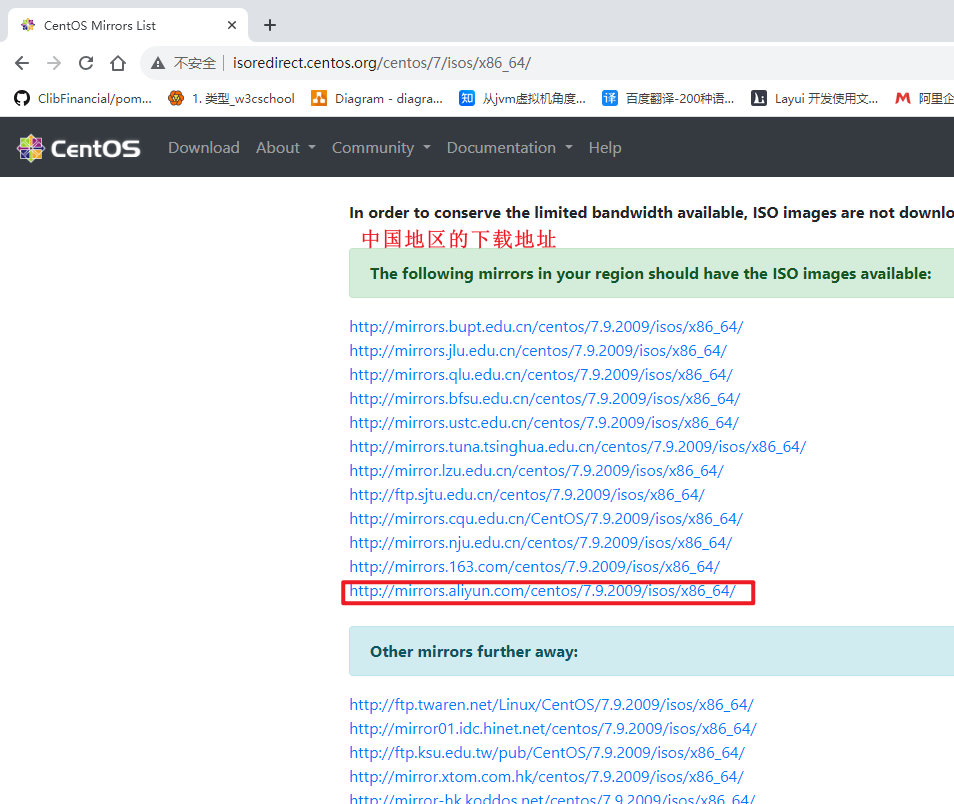 CentOS Mirrors List
不安全 isoredirect.centos.org/centos/7/isos/x86_64/
ClibFinancial/pom... 1. 类型_w3cschool Diagram - diagra... 从jvm虚拟机角度... 百度翻译-200种语... Layui 开发使用文... 阿里企
CentOS Download About Community Documentation Help
In order to conserve the limited bandwidth available, ISO images are not downlo
中国地区的下载地址
The following mirrors in your region should have the ISO images available:
http://mirrors.bupt.edu.cn/centos/7.9.2009/isos/x86_64/
http://mirrors.jlu.edu.cn/centos/7.9.2009/isos/x86_64/
http://mirrors.qlu.edu.cn/centos/7.9.2009/isos/x86_64/
http://mirrors.bfsu.edu.cn/centos/7.9.2009/isos/x86_64/
http://mirrors.ustc.edu.cn/centos/7.9.2009/isos/x86_64/
http://mirrors.tuna.tsinghua.edu.cn/centos/7.9.2009/isos/x86_64/
http://mirror.lzu.edu.cn/centos/7.9.2009/isos/x86_64/
http://ftp.sjtu.edu.cn/centos/7.9.2009/isos/x86_64/
http://mirrors.cqu.edu.cn/CentOS/7.9.2009/isos/x86_64/
http://mirrors.nju.edu.cn/centos/7.9.2009/isos/x86_64/
http://mirrors.163.com/centos/7.9.2009/isos/x86_64/
http://mirrors.aliyun.com/centos/7.9.2009/isos/x86_64/
Other mirrors further away:
http://ftp.twaren.net/Linux/CentOS/7.9.2009/isos/x86_64/
http://mirror01.idc.hinet.net/centos/7.9.2009/isos/x86_64/
http://ftp.ksu.edu.tw/pub/CentOS/7.9.2009/isos/x86_64/
http://mirror.xtom.com.hk/centos/7.9.2009/isos/x86_64/
http://mirror-hk.koddos.net/centos/7.9.2009/isos/x86_64/